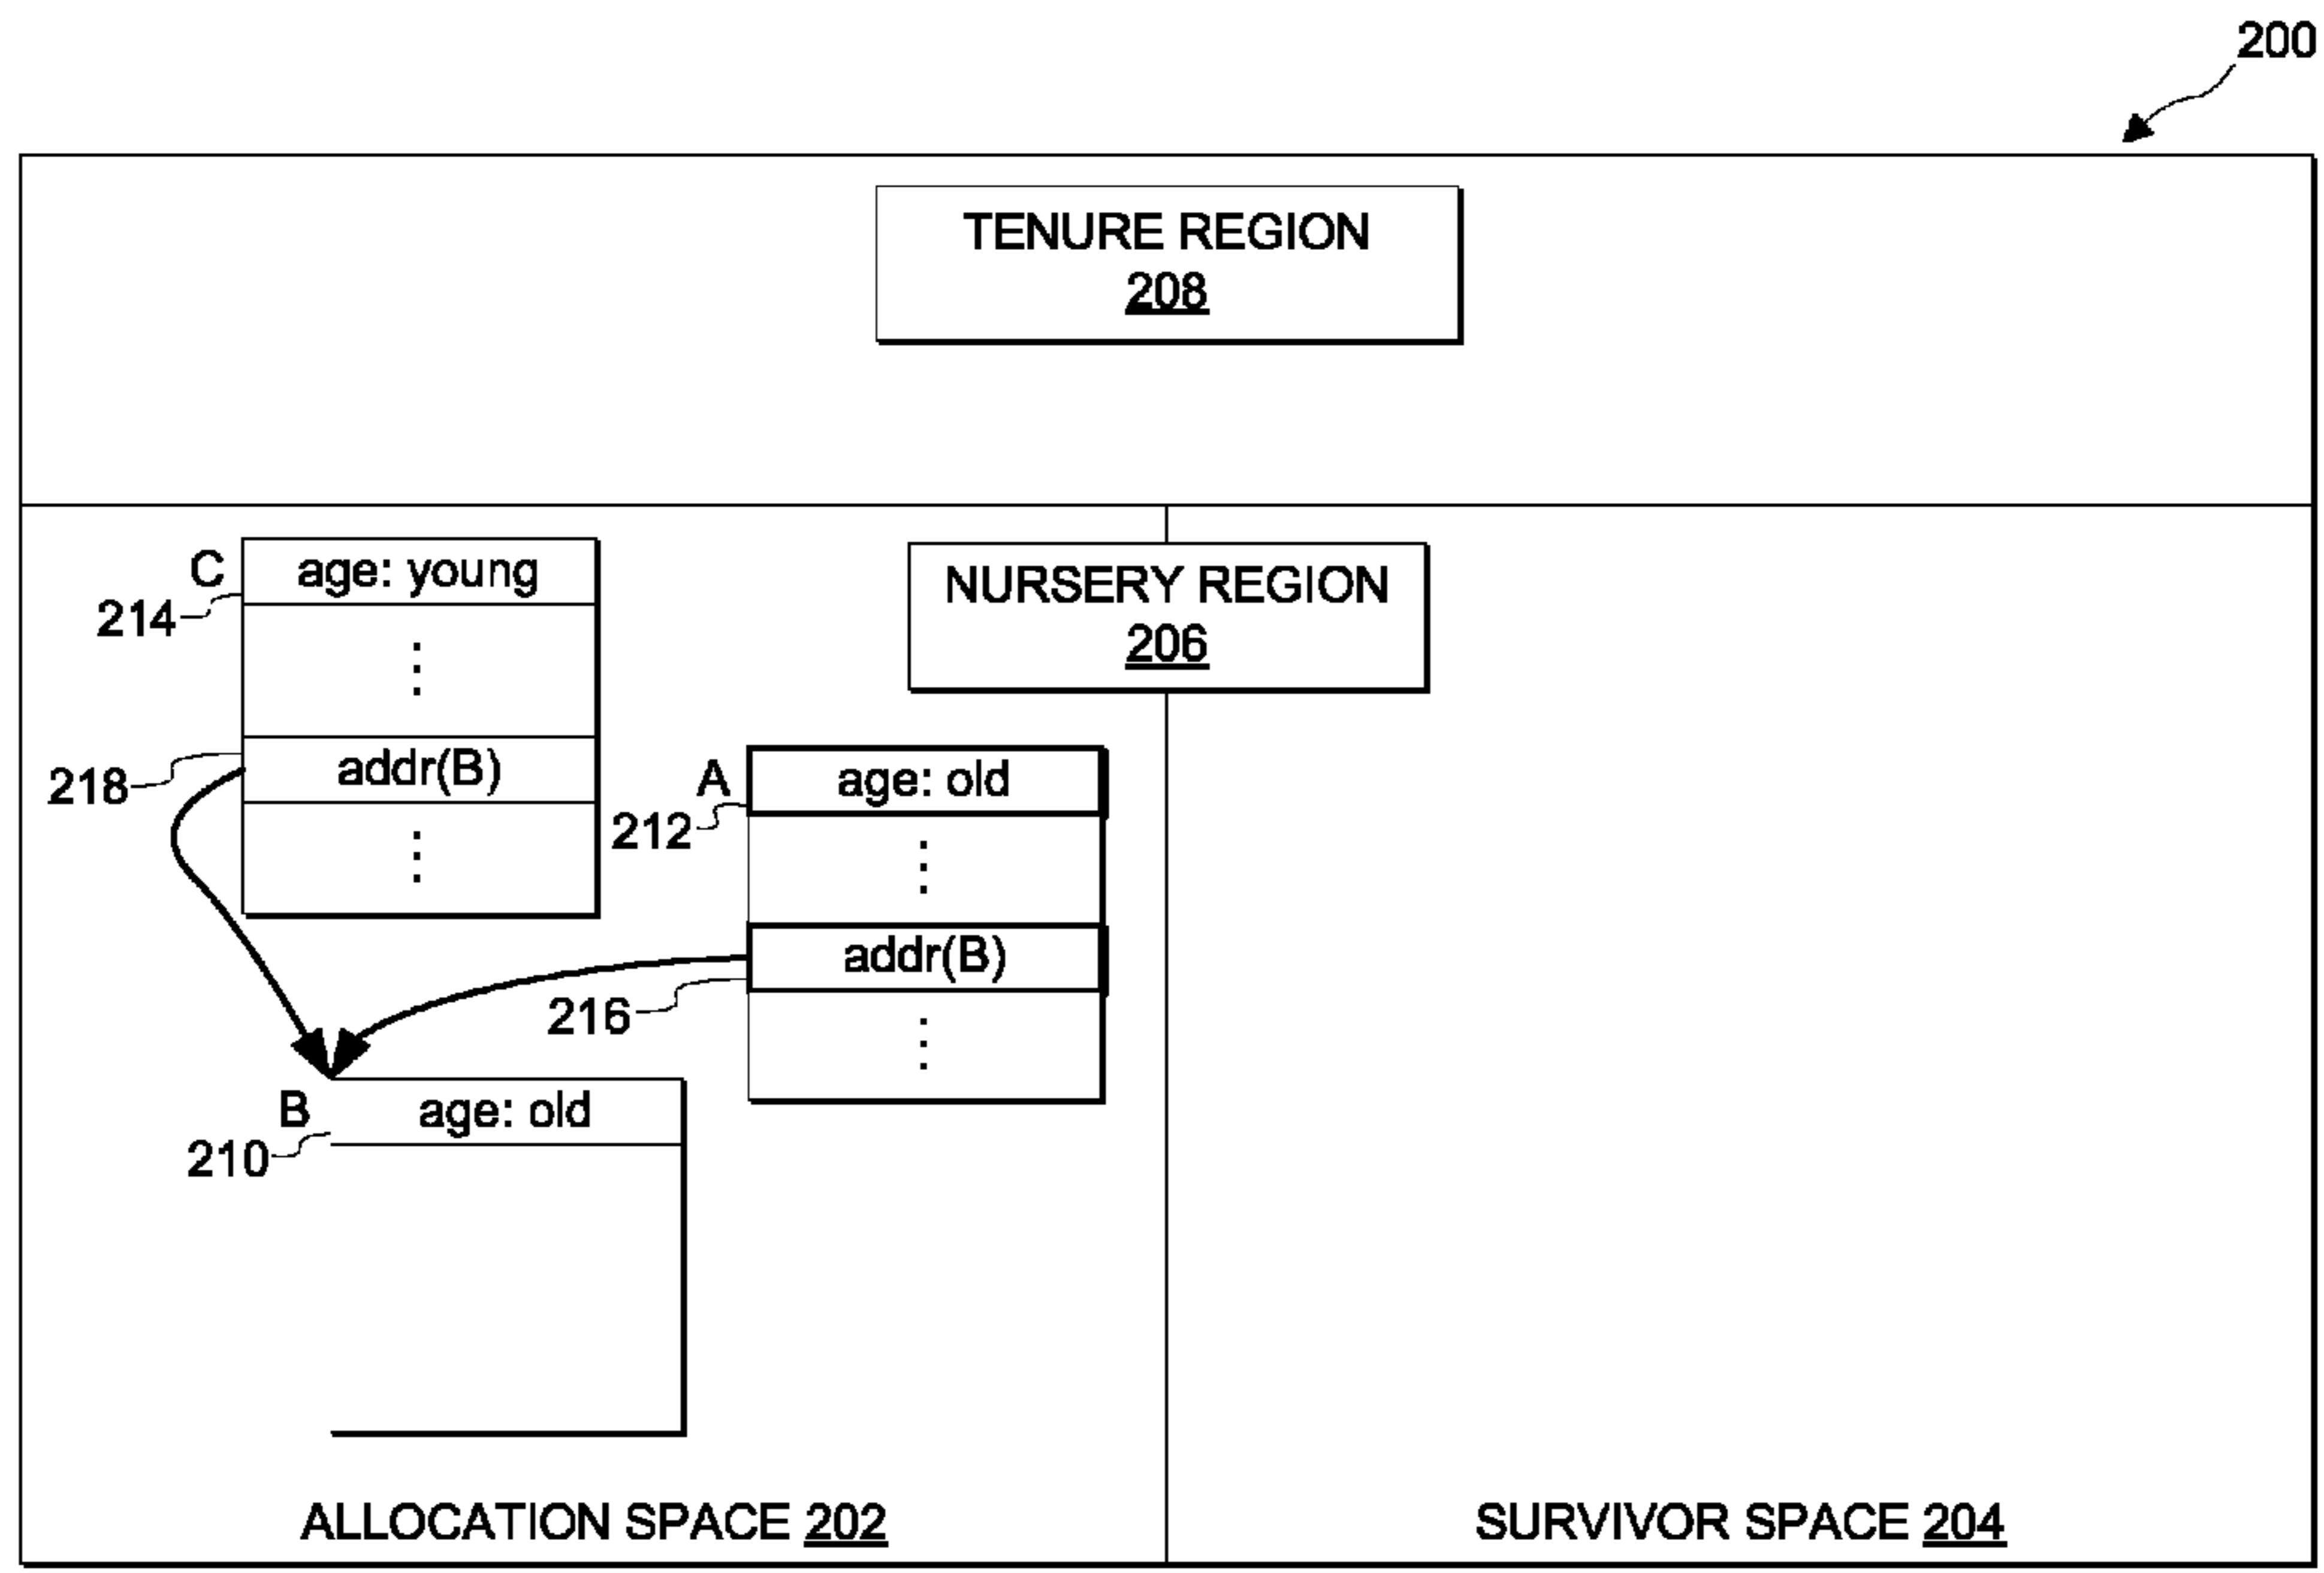 200
TENURE REGION
208
C
age: young
214
⋮
NURSERY REGION
206
218
addr(B)
⋮
A
age: old
212
⋮
addr(B)
216
⋮
B
age: old
210
ALLOCATION SPACE 202
SURVIVOR SPACE 204